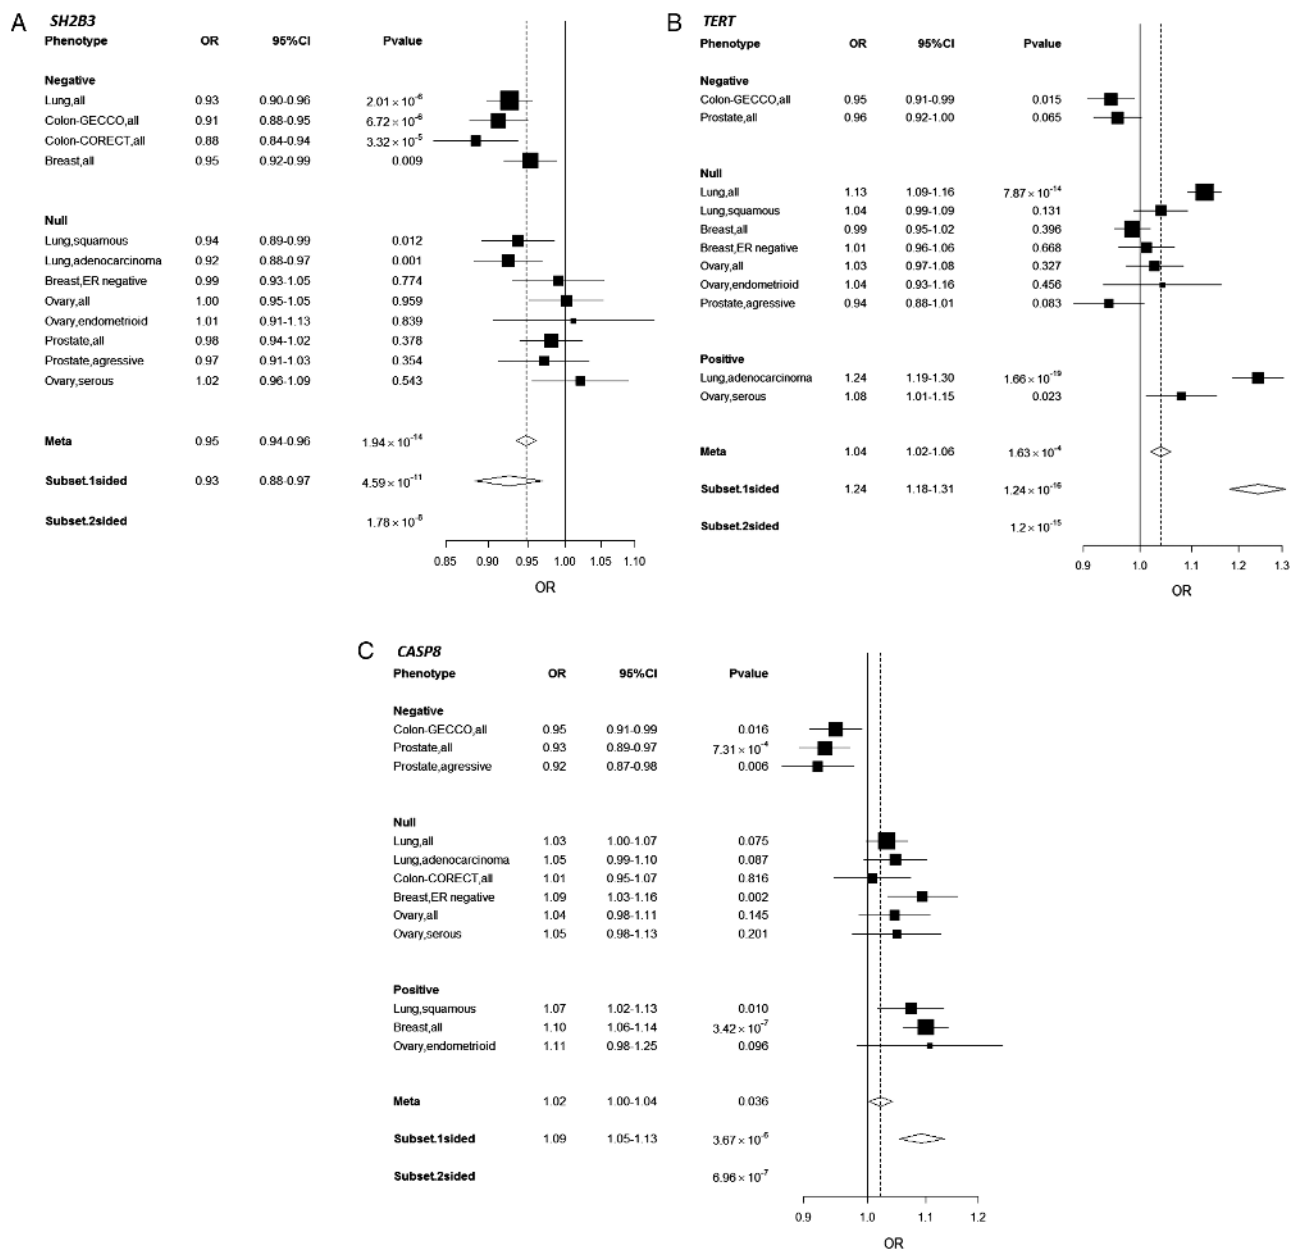 A SH2B3
Phenotype OR 95%CI Pvalue
Negative
Lung,all 0.93 0.90-0.96 2.01 × 10⁻⁶
Colon-GECCO,all 0.91 0.88-0.95 6.72 × 10⁻⁶
Colon-CORECT,all 0.88 0.84-0.94 3.32 × 10⁻⁵
Breast,all 0.95 0.92-0.99 0.009
Null
Lung,squamous 0.94 0.89-0.99 0.012
Lung,adenocarcinoma 0.92 0.88-0.97 0.001
Breast,ER negative 0.99 0.93-1.05 0.774
Ovary,all 1.00 0.95-1.05 0.959
Ovary,endometrioid 1.01 0.91-1.13 0.839
Prostate,all 0.98 0.94-1.02 0.378
Prostate,agressive 0.97 0.91-1.03 0.354
Ovary,serous 1.02 0.96-1.09 0.543
Meta 0.95 0.94-0.96 1.94 × 10⁻¹⁴
Subset.1sided 0.93 0.88-0.97 4.59 × 10⁻¹¹
Subset.2sided 1.78 × 10⁻⁸
0.85 0.90 0.95 1.00 1.05 1.10
OR
B TERT
Phenotype OR 95%CI Pvalue
Negative
Colon-GECCO,all 0.95 0.91-0.99 0.015
Prostate,all 0.96 0.92-1.00 0.065
Null
Lung,all 1.13 1.09-1.16 7.87 × 10⁻¹⁴
Lung,squamous 1.04 0.99-1.09 0.131
Breast,all 0.99 0.95-1.02 0.396
Breast,ER negative 1.01 0.96-1.06 0.668
Ovary,all 1.03 0.97-1.08 0.327
Ovary,endometrioid 1.04 0.93-1.16 0.456
Prostate,agressive 0.94 0.88-1.01 0.083
Positive
Lung,adenocarcinoma 1.24 1.19-1.30 1.66 × 10⁻¹⁹
Ovary,serous 1.08 1.01-1.15 0.023
Meta 1.04 1.02-1.06 1.63 × 10⁻⁴
Subset.1sided 1.24 1.18-1.31 1.24 × 10⁻¹⁶
Subset.2sided 1.2 × 10⁻¹⁵
0.9 1.0 1.1 1.2 1.3
OR
C CASP8
Phenotype OR 95%CI Pvalue
Negative
Colon-GECCO,all 0.95 0.91-0.99 0.016
Prostate,all 0.93 0.89-0.97 7.31 × 10⁻⁴
Prostate,agressive 0.92 0.87-0.98 0.006
Null
Lung,all 1.03 1.00-1.07 0.075
Lung,adenocarcinoma 1.05 0.99-1.10 0.087
Colon-CORECT,all 1.01 0.95-1.07 0.816
Breast,ER negative 1.09 1.03-1.16 0.002
Ovary,all 1.04 0.98-1.11 0.145
Ovary,serous 1.05 0.98-1.13 0.201
Positive
Lung,squamous 1.07 1.02-1.13 0.010
Breast,all 1.10 1.06-1.14 3.42 × 10⁻⁷
Ovary,endometrioid 1.11 0.98-1.25 0.096
Meta 1.02 1.00-1.04 0.036
Subset.1sided 1.09 1.05-1.13 3.67 × 10⁻⁶
Subset.2sided 6.96 × 10⁻⁷
0.9 1.0 1.1 1.2
OR